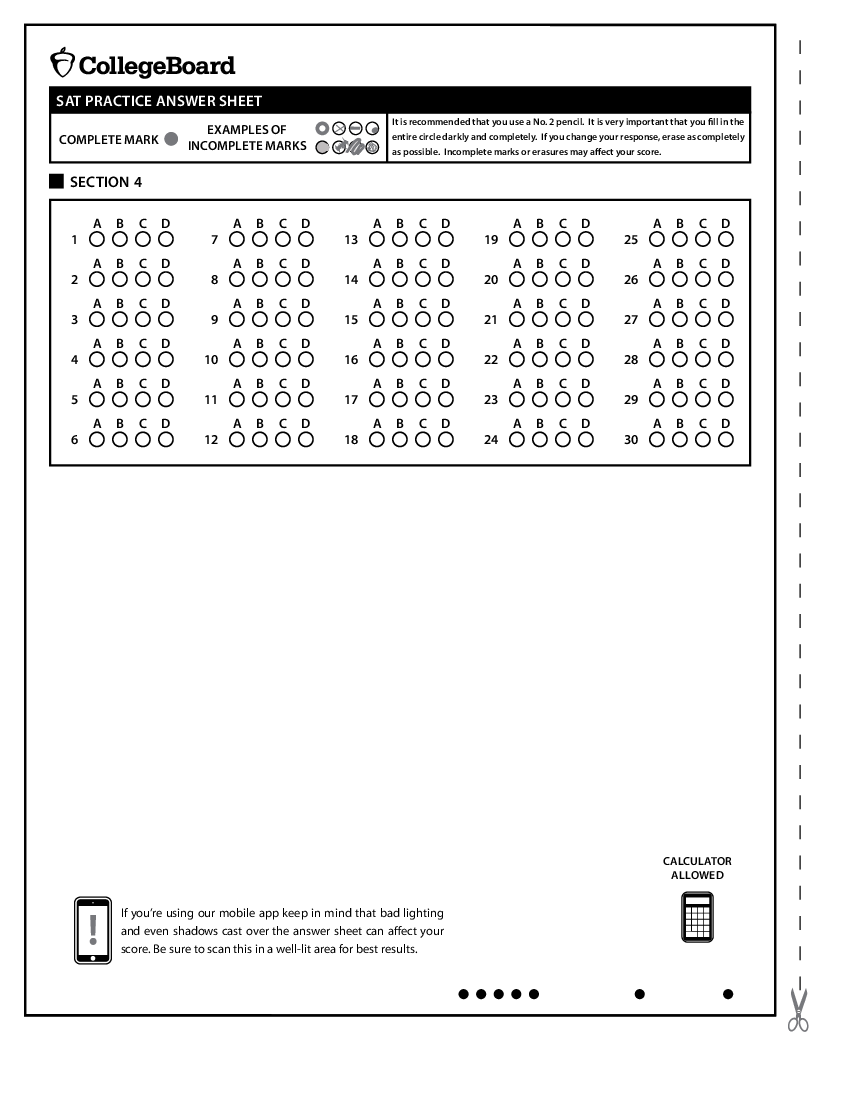 CollegeBoard
SAT PRACTICE ANSWER SHEET
COMPLETE MARK
EXAMPLES OF
INCOMPLETE MARKS
It is recommended that you use a No. 2 pencil. It is very important that you fill in the
entire circle darkly and completely. If you change your response, erase as completely
as possible. Incomplete marks or erasures may affect your score.
SECTION 4
A B C D A B C D A B C D A B C D A B C D
1 7 13 19 25
A B C D A B C D A B C D A B C D A B C D
2 8 14 20 26
A B C D A B C D A B C D A B C D A B C D
3 9 15 21 27
A B C D A B C D A B C D A B C D A B C D
4 10 16 22 28
A B C D A B C D A B C D A B C D A B C D
5 11 17 23 29
A B C D A B C D A B C D A B C D A B C D
6 12 18 24 30
CALCULATOR
ALLOWED
!
If you’re using our mobile app keep in mind that bad lighting
and even shadows cast over the answer sheet can affect your
score. Be sure to scan this in a well-lit area for best results.